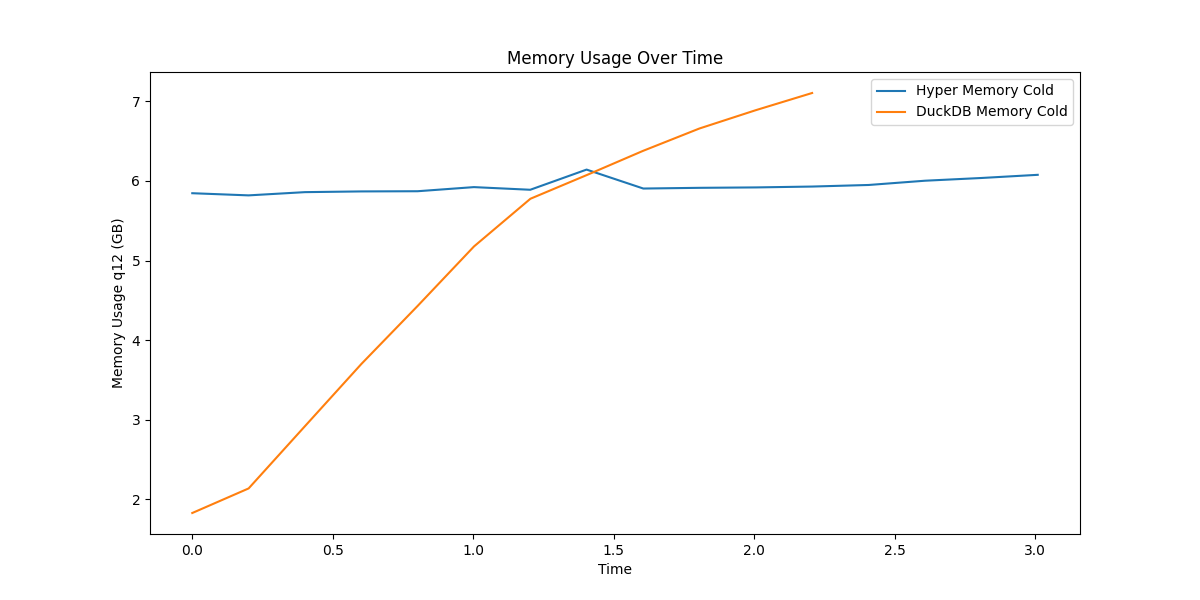 Memory Usage Over Time
Hyper Memory Cold
DuckDB Memory Cold
Memory Usage q12 (GB)
7
6
5
4
3
2
0.0 0.5 1.0 1.5 2.0 2.5 3.0
Time